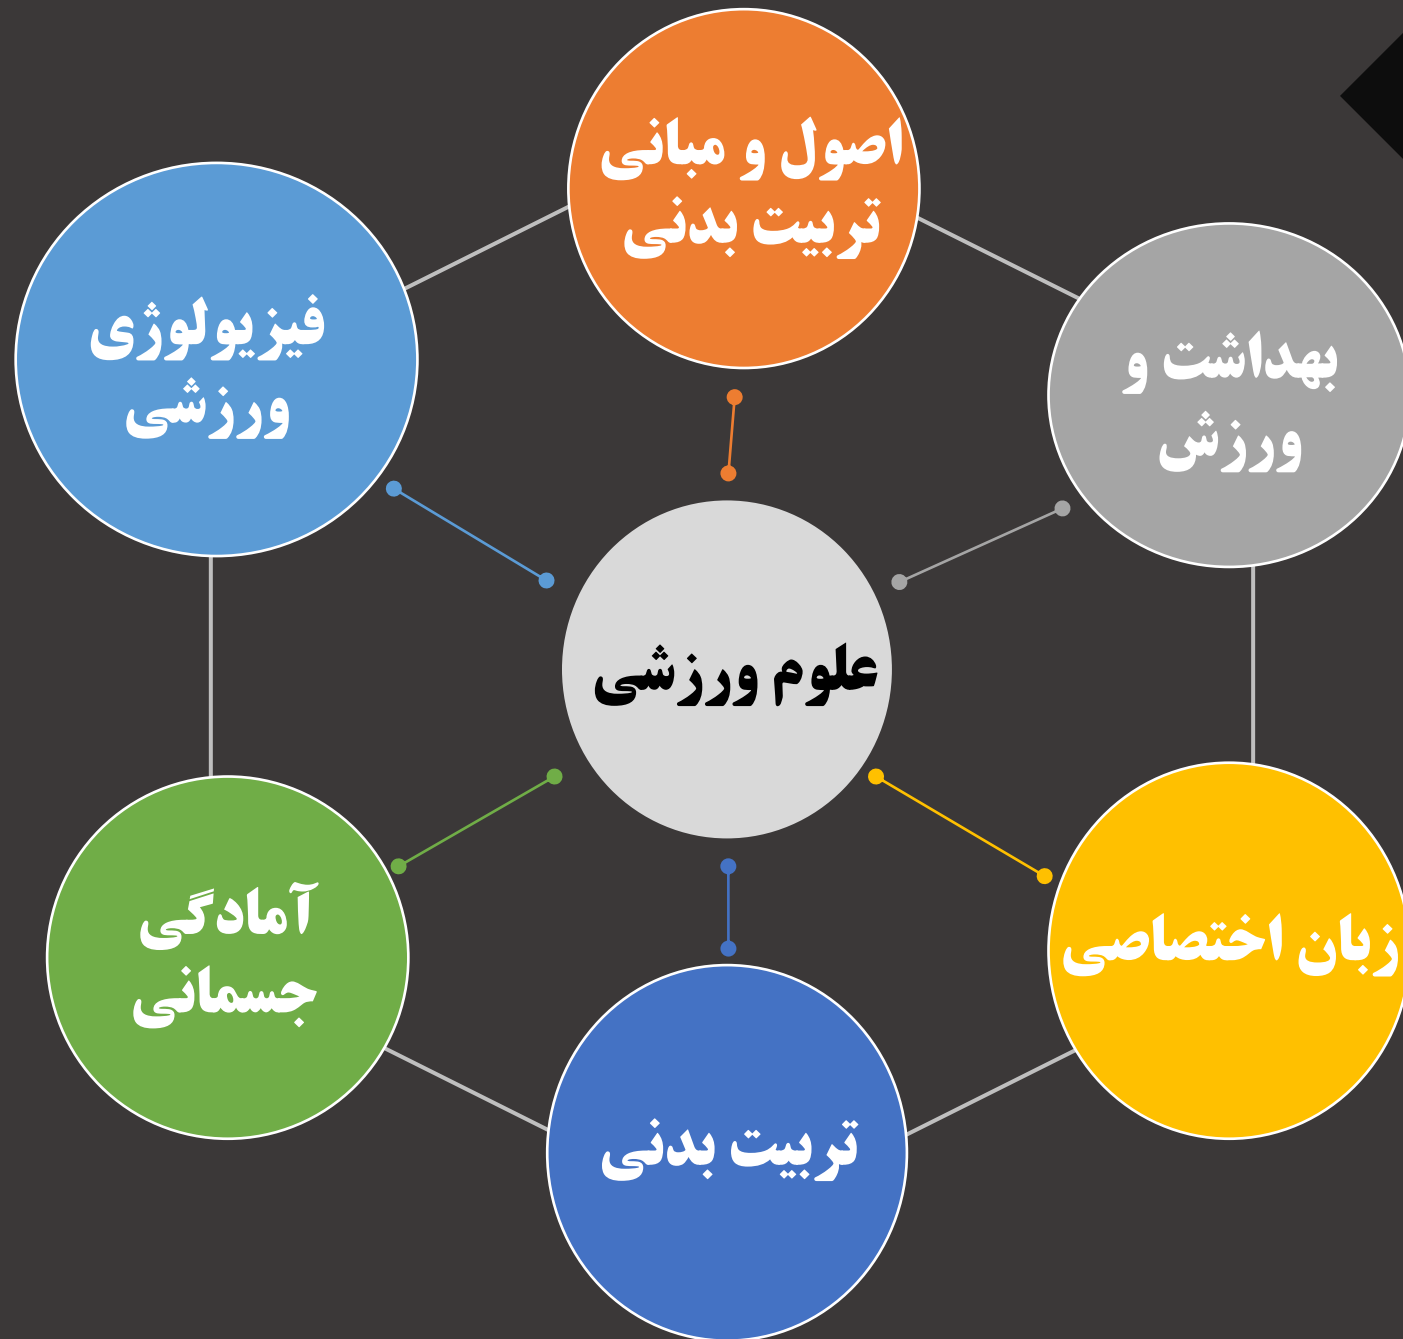 اصول و مبانی
تربیت بدنی
بهداشت و
ورزش
زبان اختصاصی
تربیت بدنی
آمادگی
جسمانی
فیزیولوژی
ورزشی
علوم ورزشی